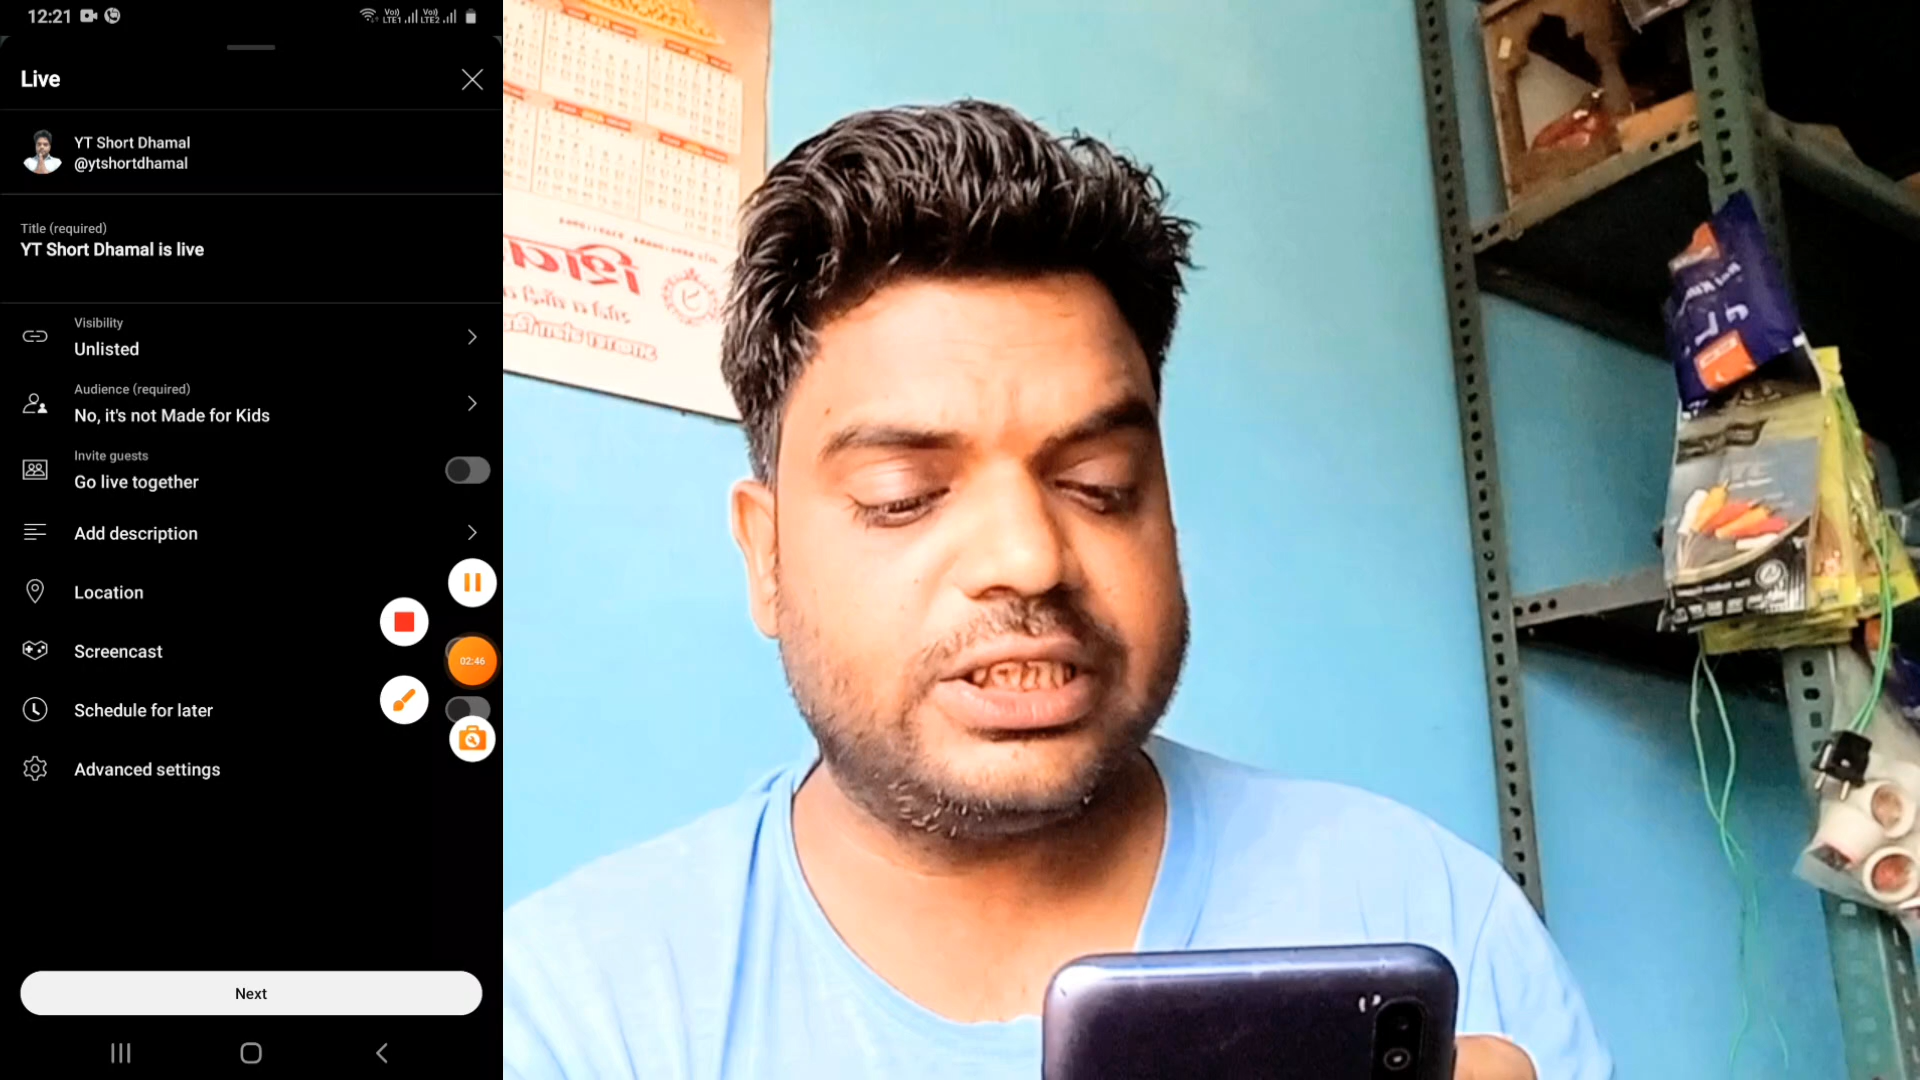 12:21
Live
YT Short Dhamal
@ytshortdhamal
Title (required)
YT Short Dhamal is live
Visibility
Unlisted
Audience (required)
No, it's not Made for Kids
Invite guests
Go live together
Add description
Location
Screencast
02:46
Schedule for later
Advanced settings
Next